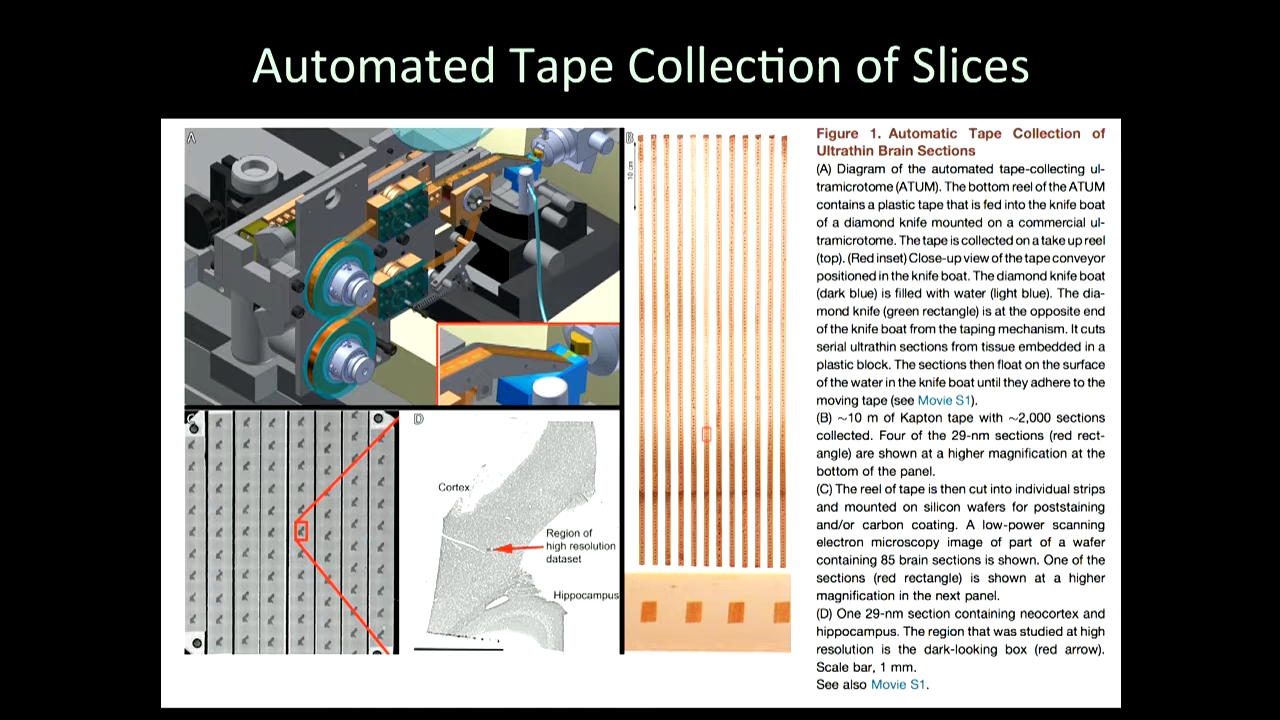 Automated Tape Collection of Slices
A
B
10 cm
C
D
Cortex
Region of
high resolution
dataset
Hippocampus
Figure 1. Automatic Tape Collection of
Ultrathin Brain Sections
(A) Diagram of the automated tape-collecting ul-
tramicrotome (ATUM). The bottom reel of the ATUM
contains a plastic tape that is fed into the knife boat
of a diamond knife mounted on a commercial ul-
tramicrotome. The tape is collected on a take up reel
(top). (Red inset) Close-up view of the tape conveyor
positioned in the knife boat. The diamond knife boat
(dark blue) is filled with water (light blue). The dia-
mond knife (green rectangle) is at the opposite end
of the knife boat from the taping mechanism. It cuts
serial ultrathin sections from tissue embedded in a
plastic block. The sections then float on the surface
of the water in the knife boat until they adhere to the
moving tape (see Movie S1).
(B) ~10 m of Kapton tape with ~2,000 sections
collected. Four of the 29-nm sections (red rect-
angle) are shown at a higher magnification at the
bottom of the panel.
(C) The reel of tape is then cut into individual strips
and mounted on silicon wafers for poststaining
and/or carbon coating. A low-power scanning
electron microscopy image of part of a wafer
containing 85 brain sections is shown. One of the
sections (red rectangle) is shown at a higher
magnification in the next panel.
(D) One 29-nm section containing neocortex and
hippocampus. The region that was studied at high
resolution is the dark-looking box (red arrow).
Scale bar, 1 mm.
See also Movie S1.